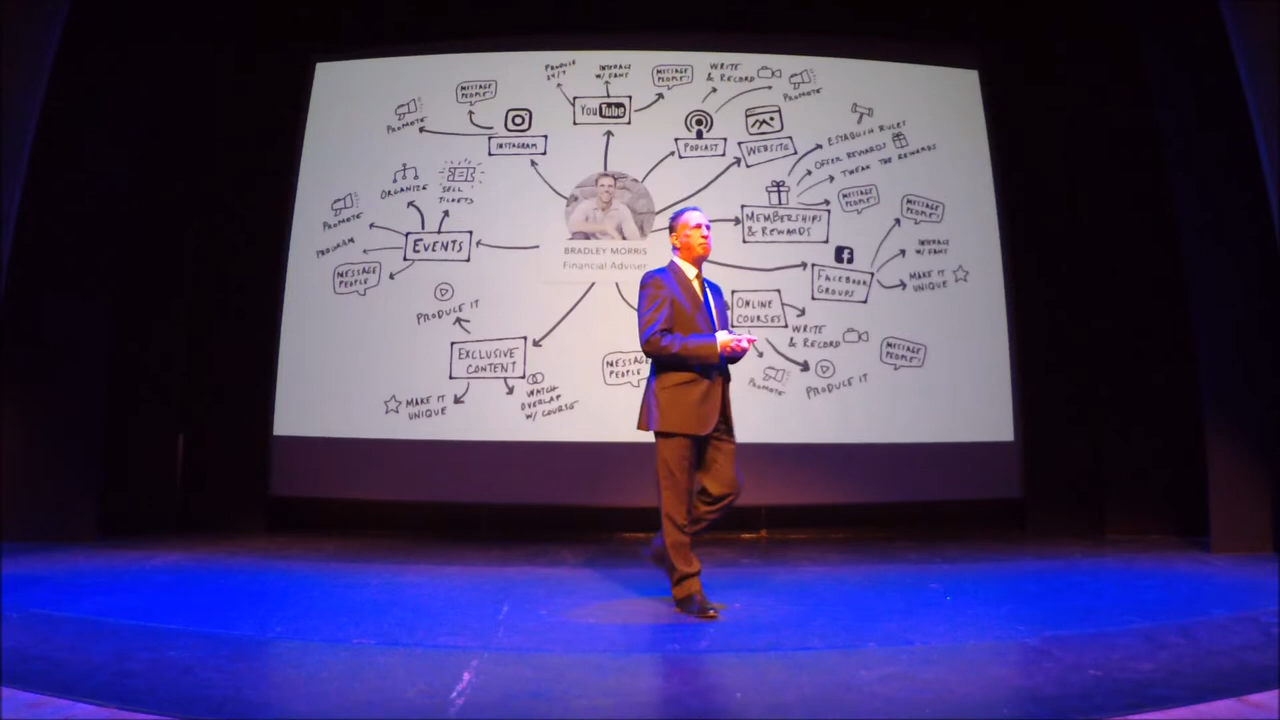 PRODUCE
24/7
INTERACT
W/ FANS
MESSAGE
PEOPLE!
WRITE
& RECORD
PROMOTE
MESSAGE
PEOPLE!
PROMOTE
YouTube
INSTAGRAM
PODCAST
WEBSITE
ESTABLISH RULES
OFFER REWARDS
TWEAK THE REWARDS
ORGANIZE
SELL
TICKETS
PROMOTE
PROGRAM
MESSAGE
PEOPLE
EVENTS
BRADLEY MORRIS
Financial Adviser
MEMBERSHIPS
& REWARDS
MESSAGE
PEOPLE!
MESSAGE
PEOPLE!
INTERACT
W/ FANS
MAKE IT
UNIQUE
FACEBOOK
GROUPS
PRODUCE IT
EXCLUSIVE
CONTENT
MAKE IT
UNIQUE
WATCH
OVERLAP
W/ COURSE
MESSAGE
PEOPLE
ONLINE
COURSES
WRITE
& RECORD
PROMOTE
PRODUCE IT
MESSAGE
PEOPLE!